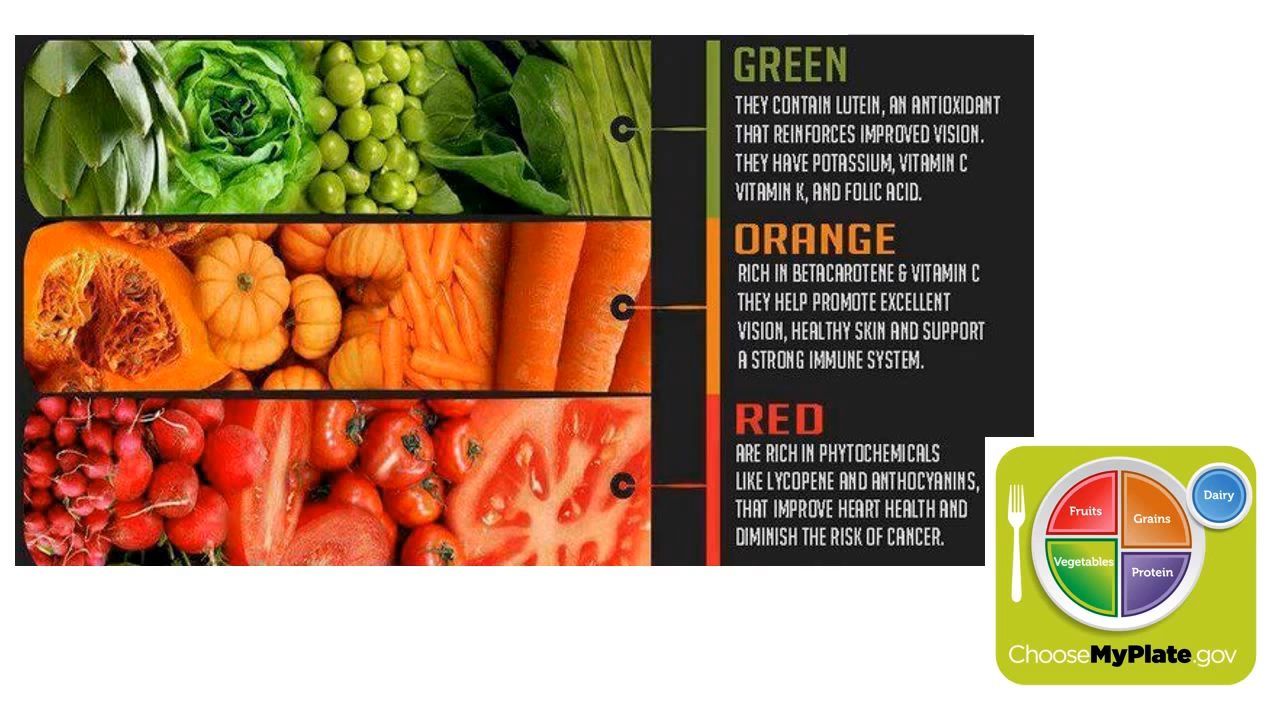 GREEN
THEY CONTAIN LUTEIN, AN ANTIOXIDANT
THAT REINFORCES IMPROVED VISION.
THEY HAVE POTASSIUM, VITAMIN C
VITAMIN K, AND FOLIC ACID.
ORANGE
RICH IN BETACAROTENE & VITAMIN C
THEY HELP PROMOTE EXCELLENT
VISION, HEALTHY SKIN AND SUPPORT
A STRONG IMMUNE SYSTEM.
RED
ARE RICH IN PHYTOCHEMICALS
LIKE LYCOPENE AND ANTHOCYANINS,
THAT IMPROVE HEART HEALTH AND
DIMINISH THE RISK OF CANCER.
Dairy
Fruits
Grains
Vegetables
Protein
ChooseMyPlate.gov